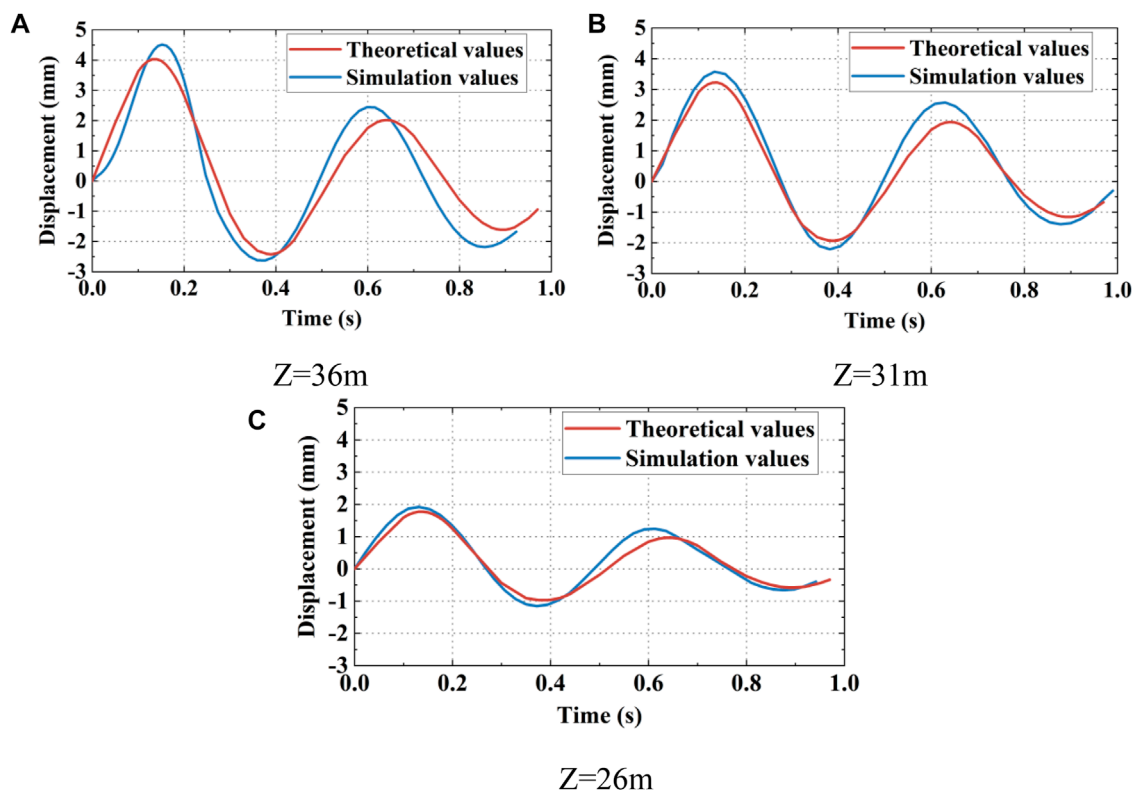 A
Displacement (mm)
5
4
3
2
1
0
-1
-2
-3
Theoretical values
Simulation values
0.0 0.2 0.4 0.6 0.8 1.0
Time (s)
Z=36m
B
Displacement (mm)
5
4
3
2
1
0
-1
-2
-3
Theoretical values
Simulation values
0.0 0.2 0.4 0.6 0.8 1.0
Time (s)
Z=31m
C
Displacement (mm)
5
4
3
2
1
0
-1
-2
-3
Theoretical values
Simulation values
0.0 0.2 0.4 0.6 0.8 1.0
Time (s)
Z=26m